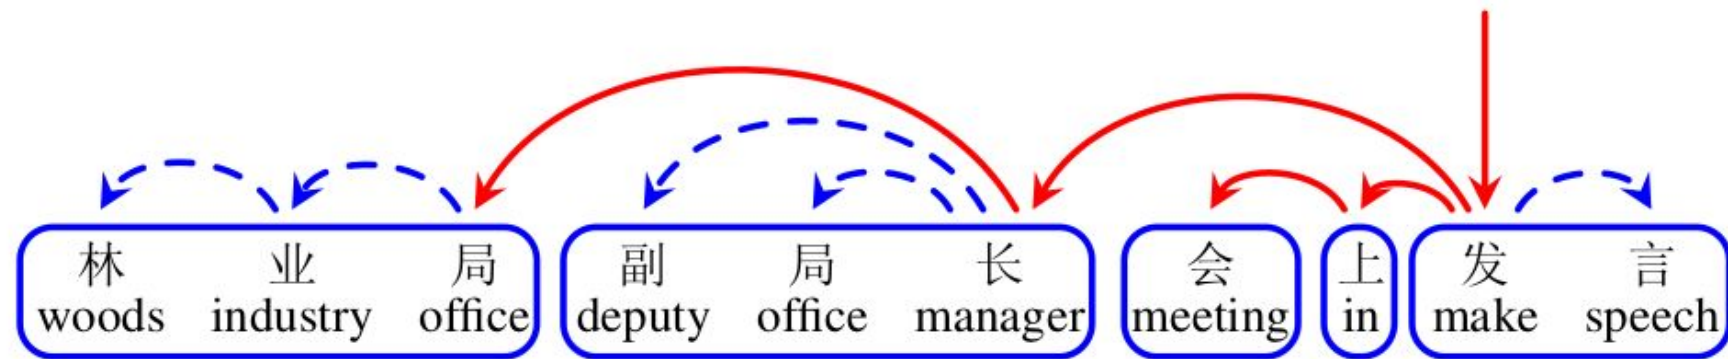 林 业 局 副 局 长 会 上 发 言
woods industry office deputy office manager meeting in make speech